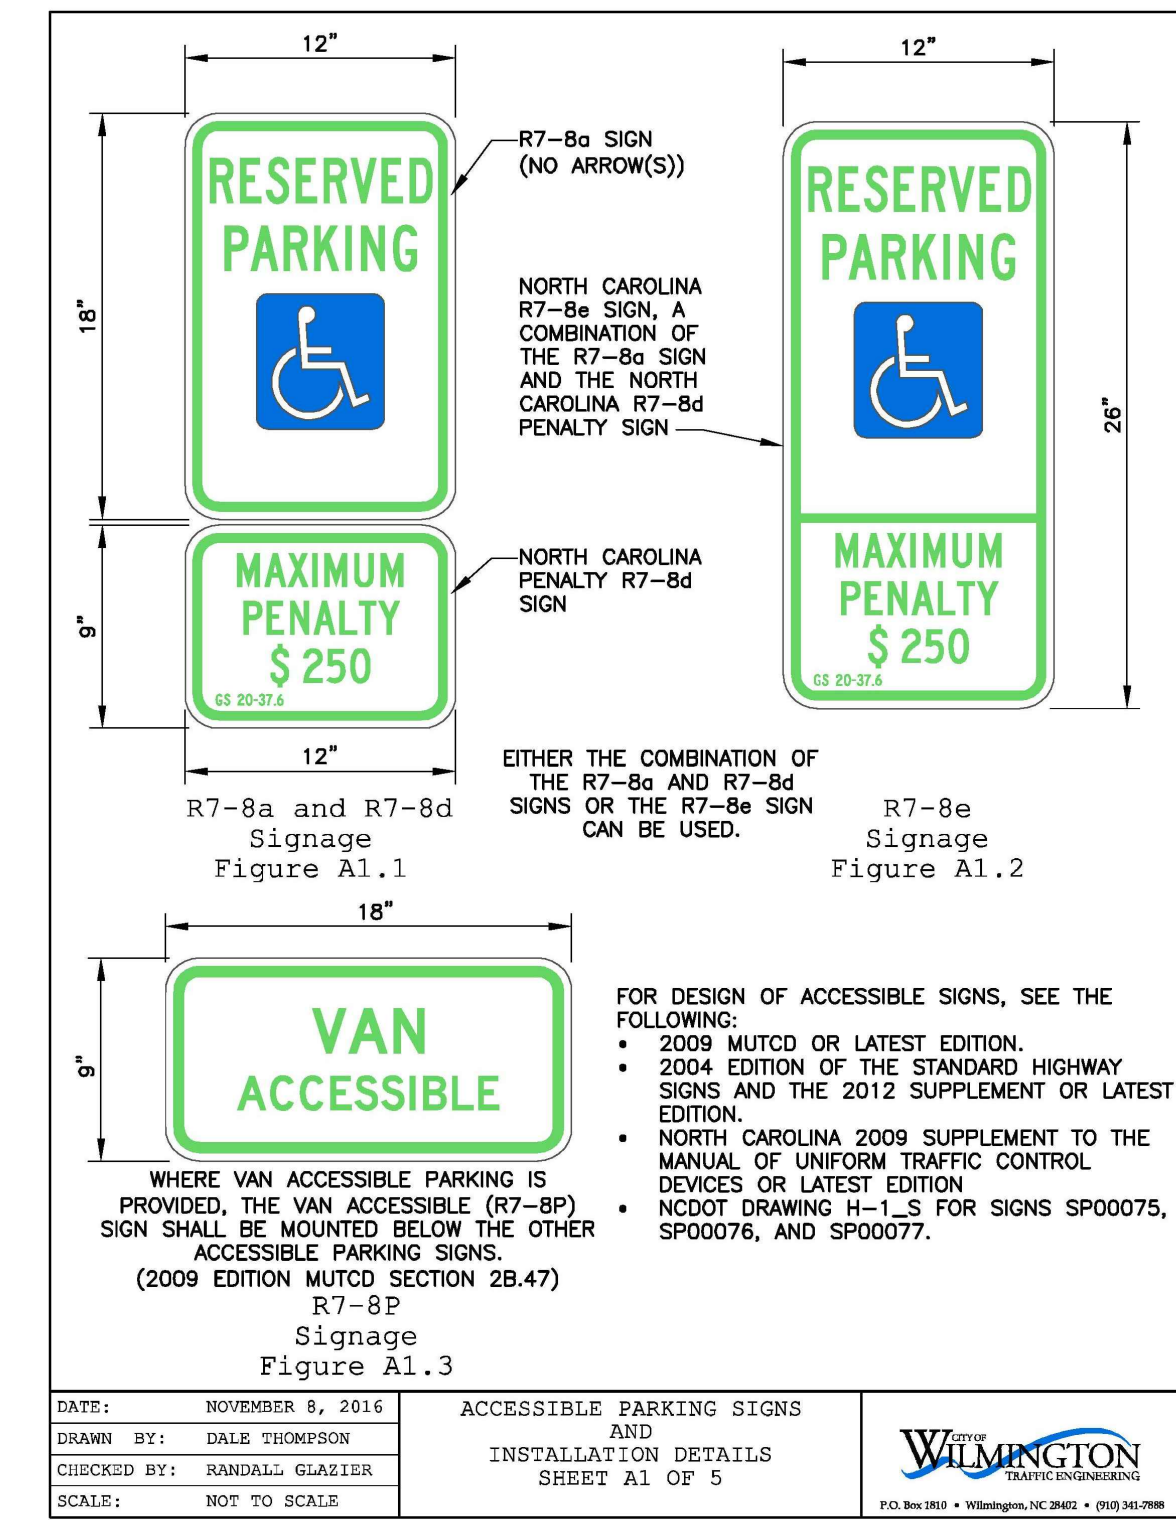 12"
18"
RESERVED
PARKING
R7-8a SIGN
(NO ARROW(S))
9"
MAXIMUM
PENALTY
$ 250
GS 20-37.6
NORTH CAROLINA
PENALTY R7-8d
SIGN
12"
R7-8a and R7-8d
Signage
Figure A1.1
NORTH CAROLINA
R7-8e SIGN, A
COMBINATION OF
THE R7-8a SIGN
AND THE NORTH
CAROLINA R7-8d
PENALTY SIGN
12"
RESERVED
PARKING
26"
MAXIMUM
PENALTY
$ 250
GS 20-37.6
EITHER THE COMBINATION OF
THE R7-8a AND R7-8d
SIGNS OR THE R7-8e SIGN
CAN BE USED.
R7-8e
Signage
Figure A1.2
18"
9"
VAN
ACCESSIBLE
WHERE VAN ACCESSIBLE PARKING IS
PROVIDED, THE VAN ACCESSIBLE (R7-8P)
SIGN SHALL BE MOUNTED BELOW THE OTHER
ACCESSIBLE PARKING SIGNS.
(2009 EDITION MUTCD SECTION 2B.47)
R7-8P
Signage
Figure A1.3
FOR DESIGN OF ACCESSIBLE SIGNS, SEE THE
FOLLOWING:
• 2009 MUTCD OR LATEST EDITION.
• 2004 EDITION OF THE STANDARD HIGHWAY
SIGNS AND THE 2012 SUPPLEMENT OR LATEST
EDITION.
• NORTH CAROLINA 2009 SUPPLEMENT TO THE
MANUAL OF UNIFORM TRAFFIC CONTROL
DEVICES OR LATEST EDITION
• NCDOT DRAWING H-1_S FOR SIGNS SP00075,
SP00076, AND SP00077.
DATE: NOVEMBER 8, 2016
DRAWN BY: DALE THOMPSON
CHECKED BY: RANDALL GLAZIER
SCALE: NOT TO SCALE
ACCESSIBLE PARKING SIGNS
AND
INSTALLATION DETAILS
SHEET A1 OF 5
CITY OF
WILMINGTON
TRAFFIC ENGINEERING
P.O. Box 1810 • Wilmington, NC 28402 • (910) 341-7888